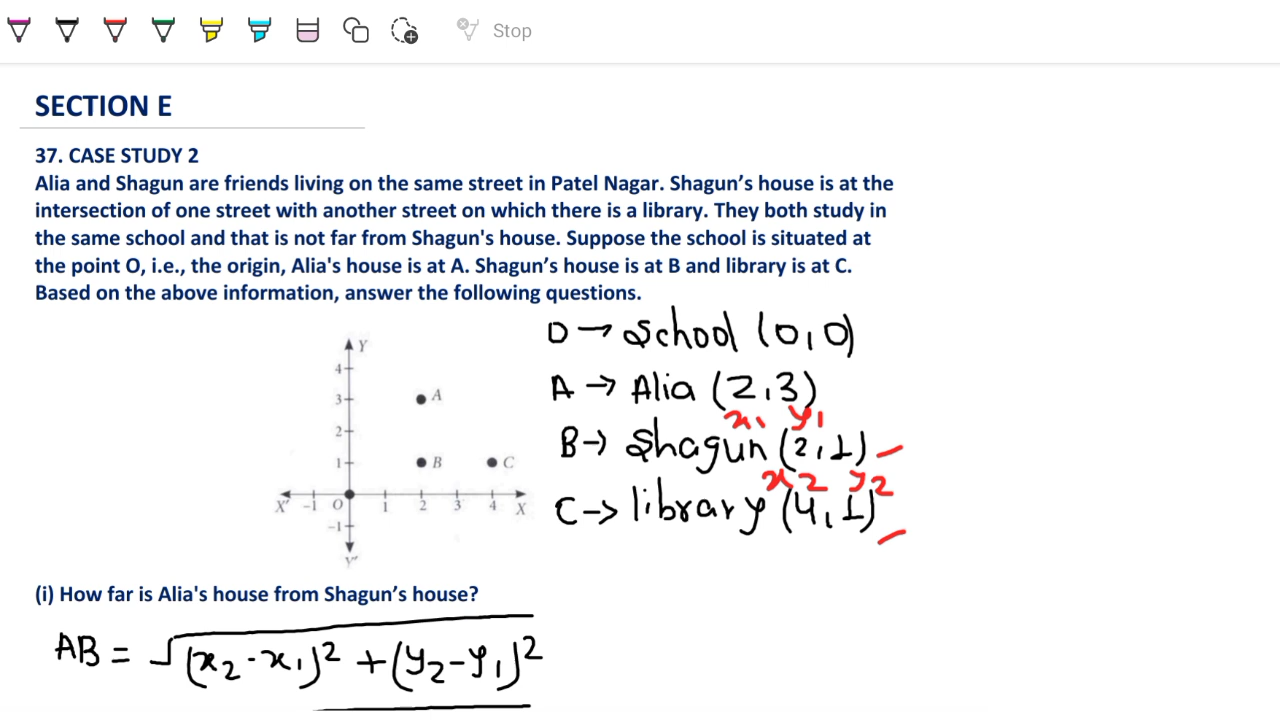 Stop
SECTION E
37. CASE STUDY 2
Alia and Shagun are friends living on the same street in Patel Nagar. Shagun’s house is at the
intersection of one street with another street on which there is a library. They both study in
the same school and that is not far from Shagun's house. Suppose the school is situated at
the point O, i.e., the origin, Alia's house is at A. Shagun’s house is at B and library is at C.
Based on the above information, answer the following questions.
Y
4
3 A
2
1 B C
X' -1 O 1 2 3 4 X
-1
Y'
O → School (0,0)
A → Alia (2,3)
x1 y1
B → Shagun (2,1)
x2 y2
C → library (4,1)
(i) How far is Alia's house from Shagun’s house?
AB = √(x2-x1)² + (y2-y1)²